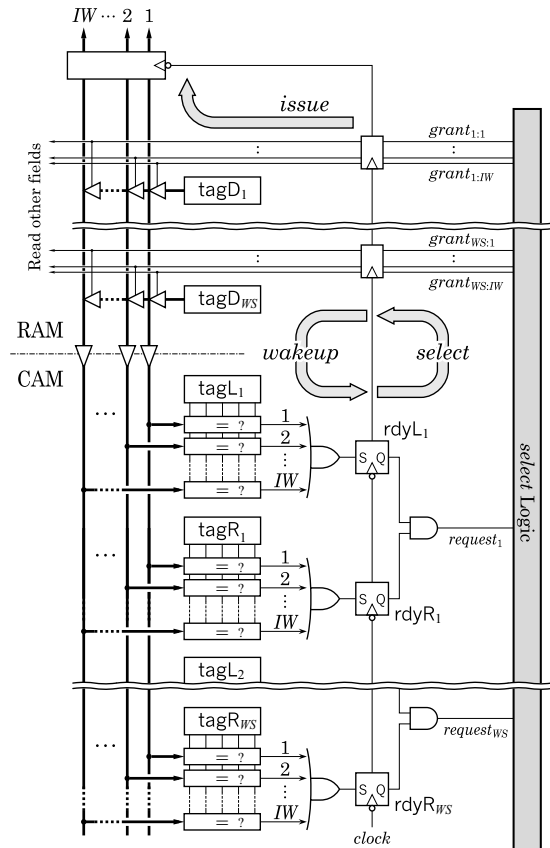 IW ··· 2 1
issue
grant1:1
:
:
grant1:IW
tagD1
Read other fields
grantWS:1
:
:
grantWS:IW
tagDWS
RAM
CAM
wakeup
select
tagL1
...
= ?
1
= ?
2
:
= ?
IW
rdyL1
S Q
select Logic
request1
tagR1
...
= ?
1
= ?
2
:
= ?
IW
S Q
rdyR1
tagL2
tagRWS
...
= ?
1
= ?
2
:
= ?
IW
S Q
rdyRWS
requestWS
clock